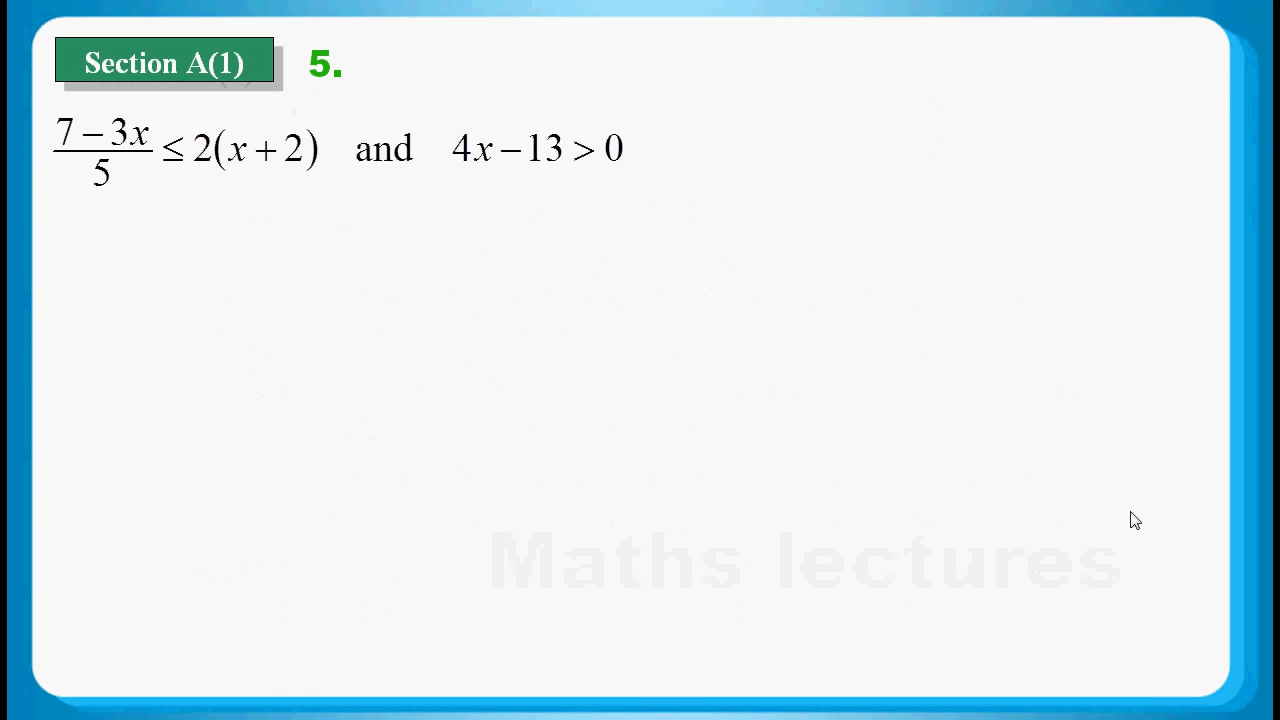 Section A(1) 5.
(7 − 3x)/5 ≤ 2(x + 2) and 4x − 13 > 0
Maths lectures